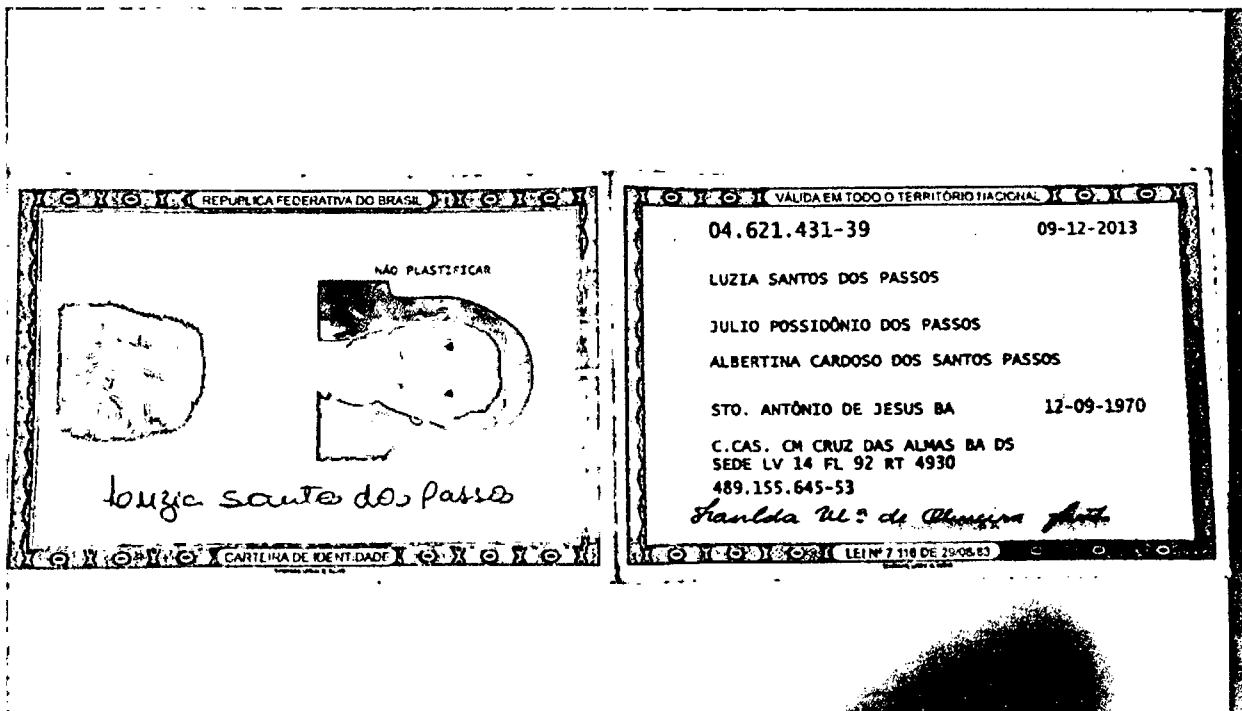 REPUBLICA FEDERATIVA DO BRASIL
NÃO PLASTIFICAR
Luzia Santo dos Passos
CARTEIRA DE IDENTIDADE
VÁLIDA EM TODO O TERRITÓRIO NACIONAL
04.621.431-39 09-12-2013
LUZIA SANTOS DOS PASSOS
JULIO POSSIDÔNIO DOS PASSOS
ALBERTINA CARDOSO DOS SANTOS PASSOS
STO. ANTÔNIO DE JESUS BA 12-09-1970
C.CAS. CM CRUZ DAS ALMAS BA DS
SEDE LV 14 FL 92 RT 4930
489.155.645-53
LEI Nº 7.116 DE 29/08/83